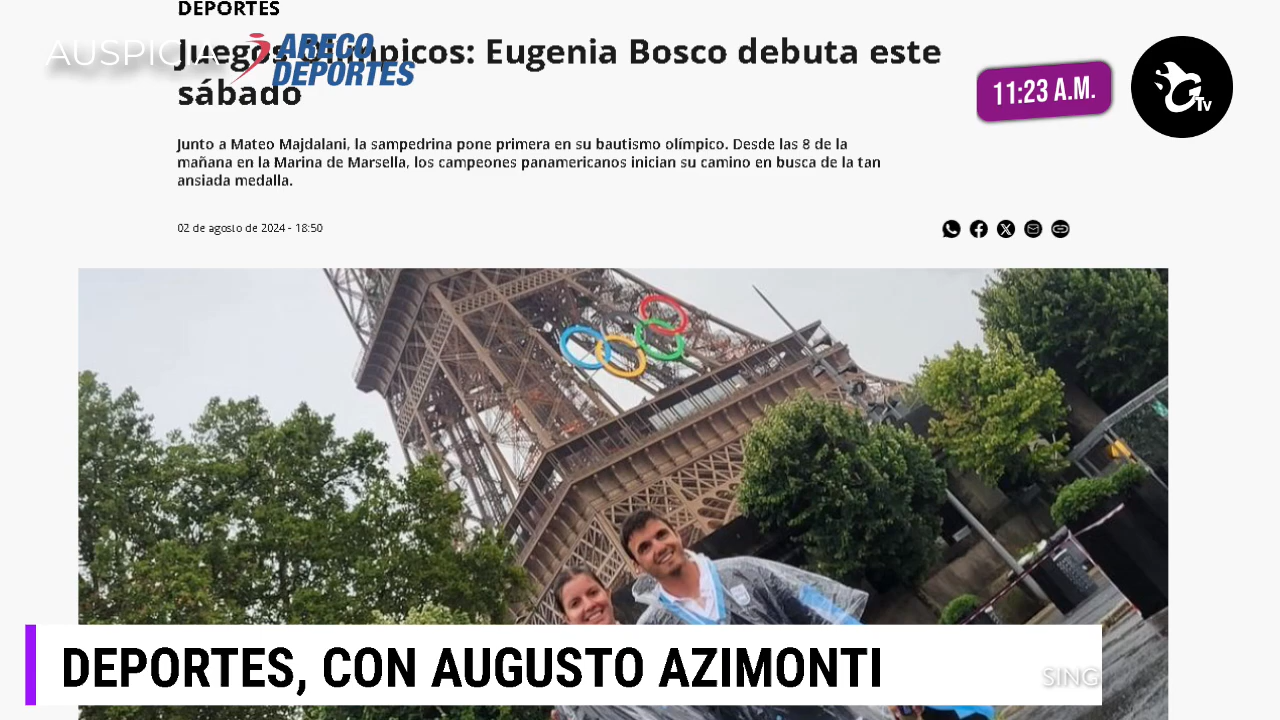 DEPORTES
AUSPICIA
ARECO
DEPORTES
Juegos Olímpicos: Eugenia Bosco debuta este
sábado
11:23 A.M.
G Tv
Junto a Mateo Majdalani, la sampedrina pone primera en su bautismo olímpico. Desde las 8 de la
mañana en la Marina de Marsella, los campeones panamericanos inician su camino en busca de la tan
ansiada medalla.
02 de agosto de 2024 - 18:50
DEPORTES, CON AUGUSTO AZIMONTI
SING